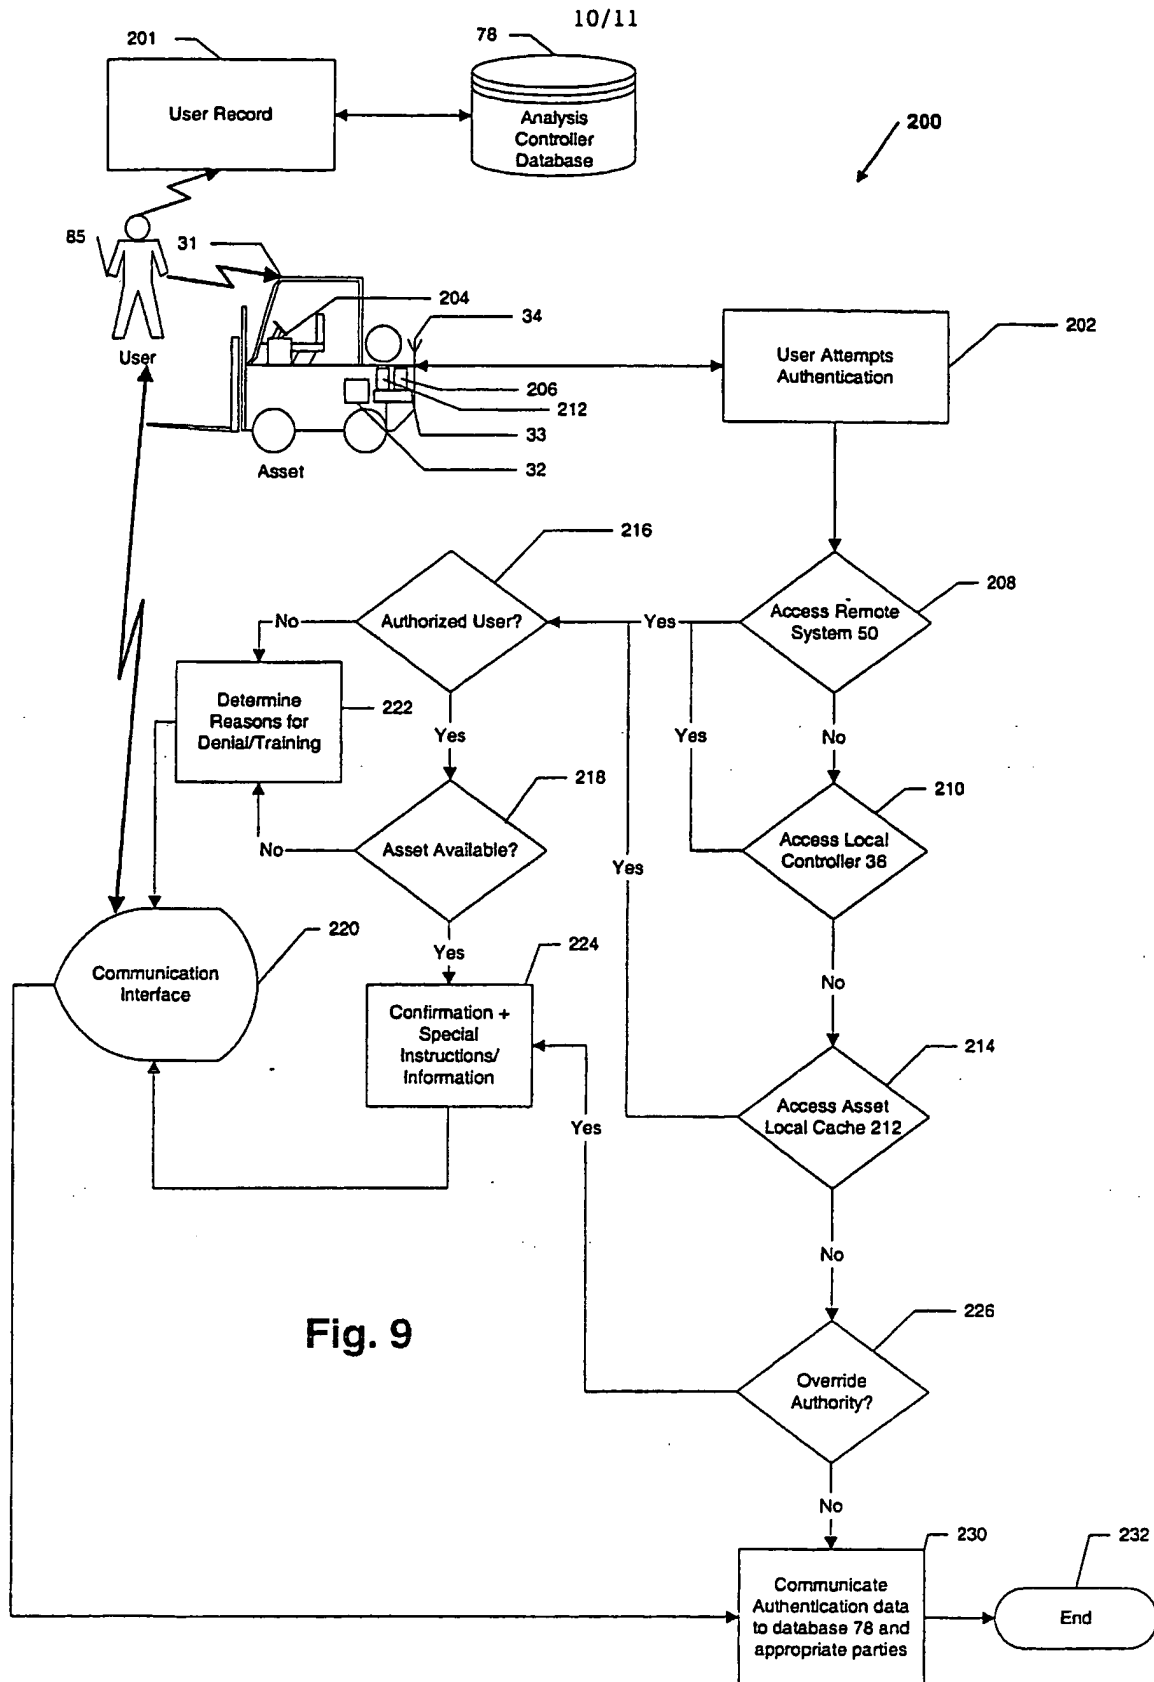 10/11
201
78
User Record
Analysis
Controller
Database
200
85
31
204
34
202
User Attempts
Authentication
User
206
212
33
Asset
32
216
208
Access Remote
System 50
Authorized User?
No
Yes
Determine
Reasons for
Denial/Training
222
Yes
Yes
No
218
210
Asset Available?
No
Access Local
Controller 38
Yes
220
Yes
224
Communication
Interface
No
Confirmation +
Special
Instructions/
Information
214
Access Asset
Local Cache 212
Yes
No
226
Fig. 9
Override
Authority?
No
230
232
Communicate
Authentication data
to database 78 and
appropriate parties
End